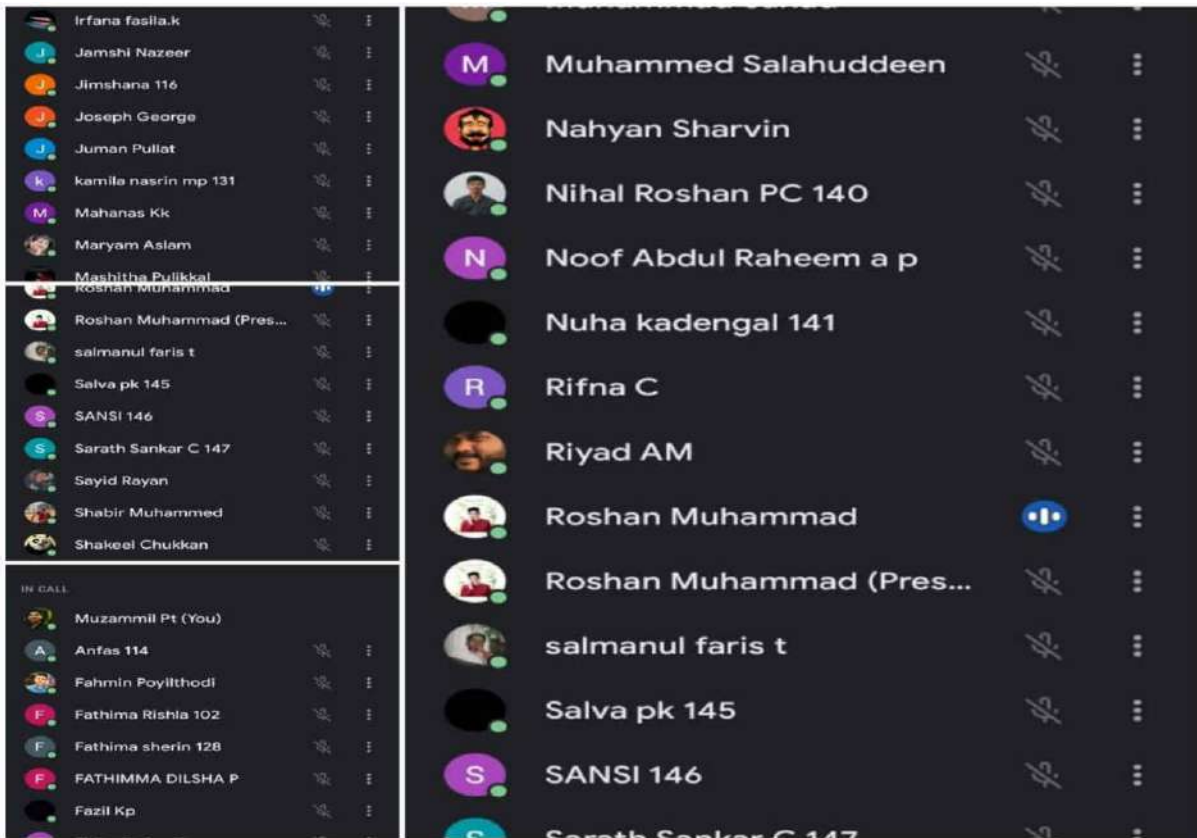 Irfana fasila.k
J Jamshi Nazeer
J Jimshana 116
J Joseph George
J Juman Pullat
k kamila nasrin mp 131
M Mahanas Kk
Maryam Aslam
Mashitha Pulikkal
Roshan Muhammad
Roshan Muhammad (Pres...
salmanul faris t
Salva pk 145
S SANSI 146
S Sarath Sankar C 147
Sayid Rayan
Shabir Muhammed
Shakeel Chukkan
IN CALL
Muzammil Pt (You)
A Anfas 114
Fahmin Poyilthodi
F Fathima Rishla 102
F Fathima sherin 128
F FATHIMMA DILSHA P
Fazil Kp
M Muhammed Salahuddeen
Nahyan Sharvin
Nihal Roshan PC 140
N Noof Abdul Raheem a p
Nuha kadengal 141
R Rifna C
Riyad AM
Roshan Muhammad
Roshan Muhammad (Pres...
salmanul faris t
Salva pk 145
S SANSI 146
S Sarath Sankar C 147